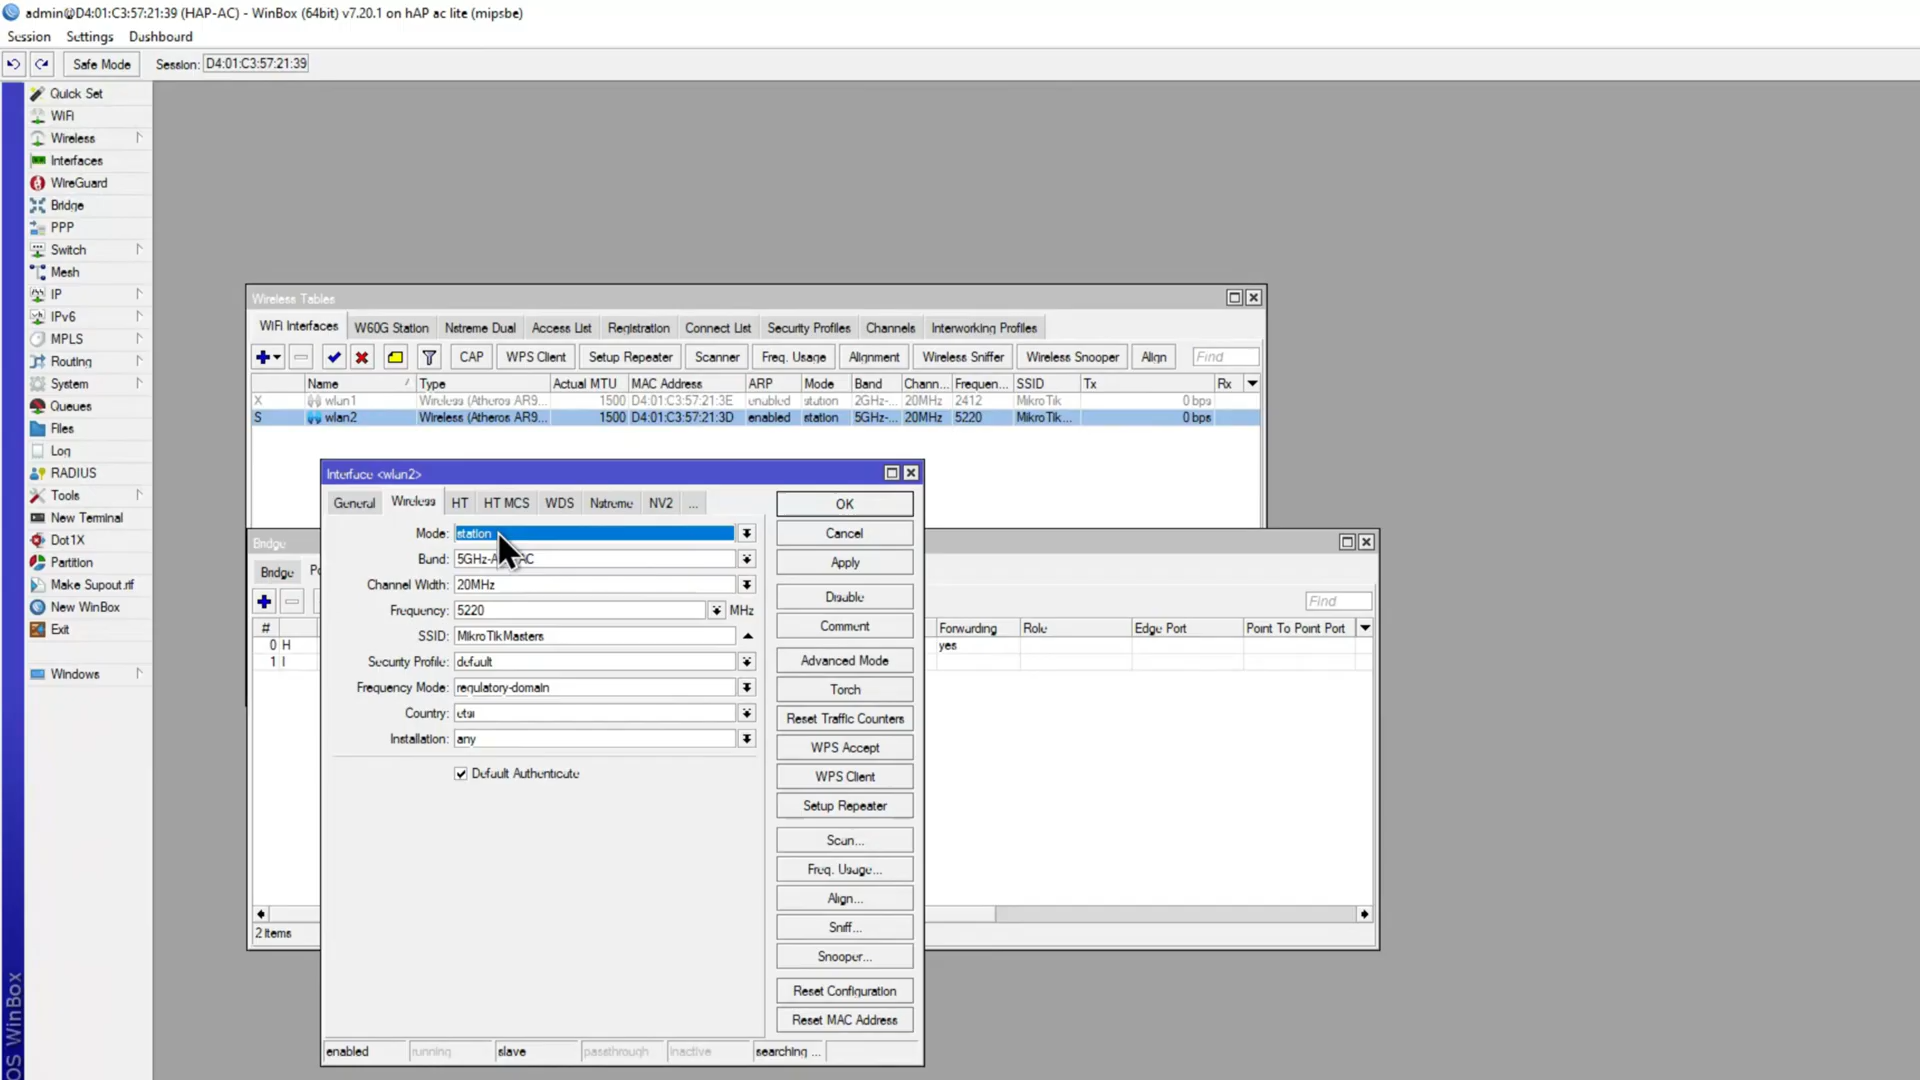 admin@D4:01:C3:57:21:39 (HAP-AC) - WinBox (64bit) v7.20.1 on hAP ac lite (mipsbe)
Session Settings Dashboard
Safe Mode Session: D4:01:C3:57:21:39
Quick Set
WiFi
Wireless
Interfaces
WireGuard
Bridge
PPP
Switch
Mesh
IP
IPv6
MPLS
Routing
System
Queues
Files
Log
RADIUS
Tools
New Terminal
Dot1X
Partition
Make Supout.rif
New WinBox
Exit
Windows
OS WinBox
Wireless Tables
WiFi Interfaces W60G Station Nstreme Dual Access List Registration Connect List Security Profiles Channels Interworking Profiles
CAP WPS Client Setup Repeater Scanner Freq. Usage Alignment Wireless Sniffer Wireless Snooper Align Find
Name Type Actual MTU MAC Address ARP Mode Band Chann... Frequen... SSID Tx Rx
X wlan1 Wireless (Atheros AR9... 1500 D4:01:C3:57:21:3E enabled station 2GHz-... 20MHz 2412 MikroTik 0 bps
S wlan2 Wireless (Atheros AR9... 1500 D4:01:C3:57:21:3D enabled station 5GHz-... 20MHz 5220 MikroTik... 0 bps
Interface <wlan2>
General Wireless HT HT MCS WDS Nstreme NV2 ...
Mode: station
Band: 5GHz-A
Channel Width: 20MHz
Frequency: 5220 MHz
SSID: MikroTikMasters
Security Profile: default
Frequency Mode: regulatory-domain
Country: etsi
Installation: any
Default Authenticate
OK
Cancel
Apply
Disable
Comment
Advanced Mode
Torch
Reset Traffic Counters
WPS Accept
WPS Client
Setup Repeater
Scan...
Freq. Usage...
Align...
Sniff...
Snooper...
Reset Configuration
Reset MAC Address
enabled running slave passthrough inactive searching ...
Bridge
Bridge Po
Find
# Forwarding Role Edge Port Point To Point Port
0 H yes
1 I
2 items